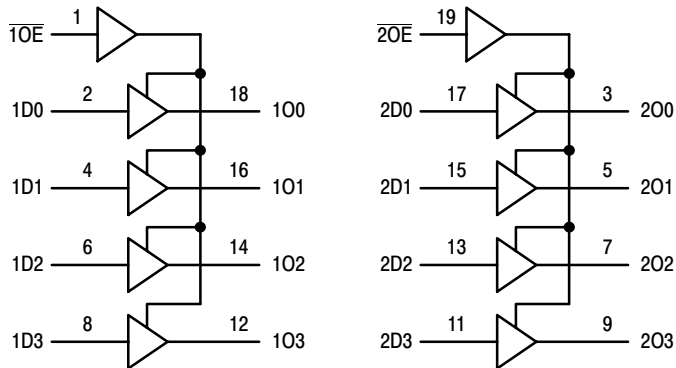 1OE 1
1D0 2 18 1O0
1D1 4 16 1O1
1D2 6 14 1O2
1D3 8 12 1O3
2OE 19
2D0 17 3 2O0
2D1 15 5 2O1
2D2 13 7 2O2
2D3 11 9 2O3